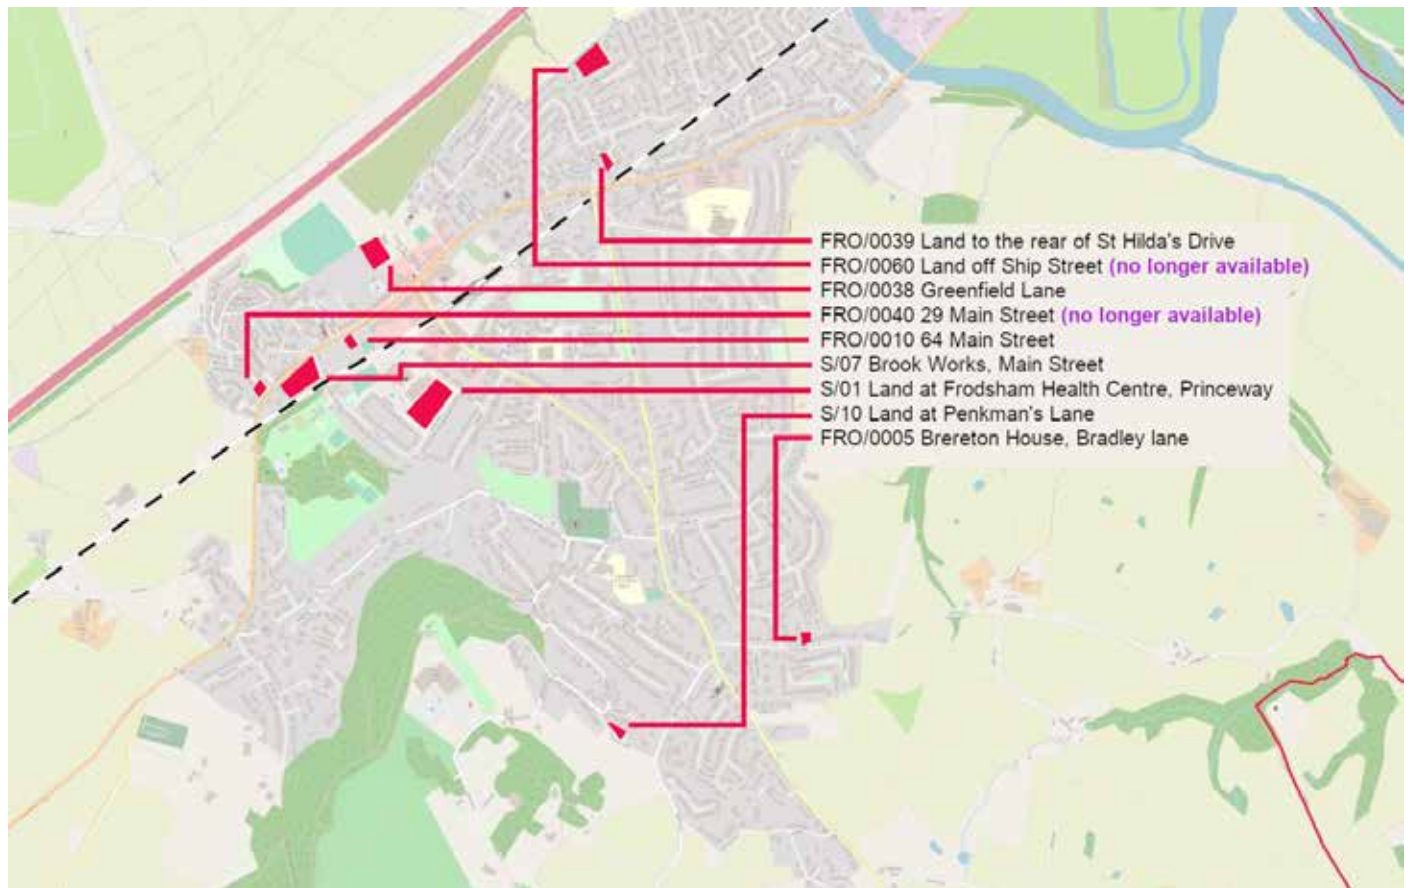 FRO/0039 Land to the rear of St Hilda's Drive
FRO/0060 Land off Ship Street (no longer available)
FRO/0038 Greenfield Lane
FRO/0040 29 Main Street (no longer available)
FRO/0010 64 Main Street
S/07 Brook Works, Main Street
S/01 Land at Frodsham Health Centre, Princeway
S/10 Land at Penkman's Lane
FRO/0005 Brereton House, Bradley lane